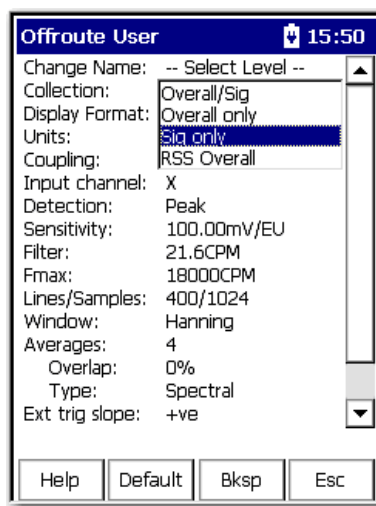 Offroute User 15:50
Change Name: -- Select Level --
Collection: Overall/Sig
Display Format: Overall only
Units: Sig only
Coupling: RSS Overall
Input channel: X
Detection: Peak
Sensitivity: 100.00mV/EU
Filter: 21.6CPM
Fmax: 18000CPM
Lines/Samples: 400/1024
Window: Hanning
Averages: 4
Overlap: 0%
Type: Spectral
Ext trig slope: +ve
Help Default Bksp Esc